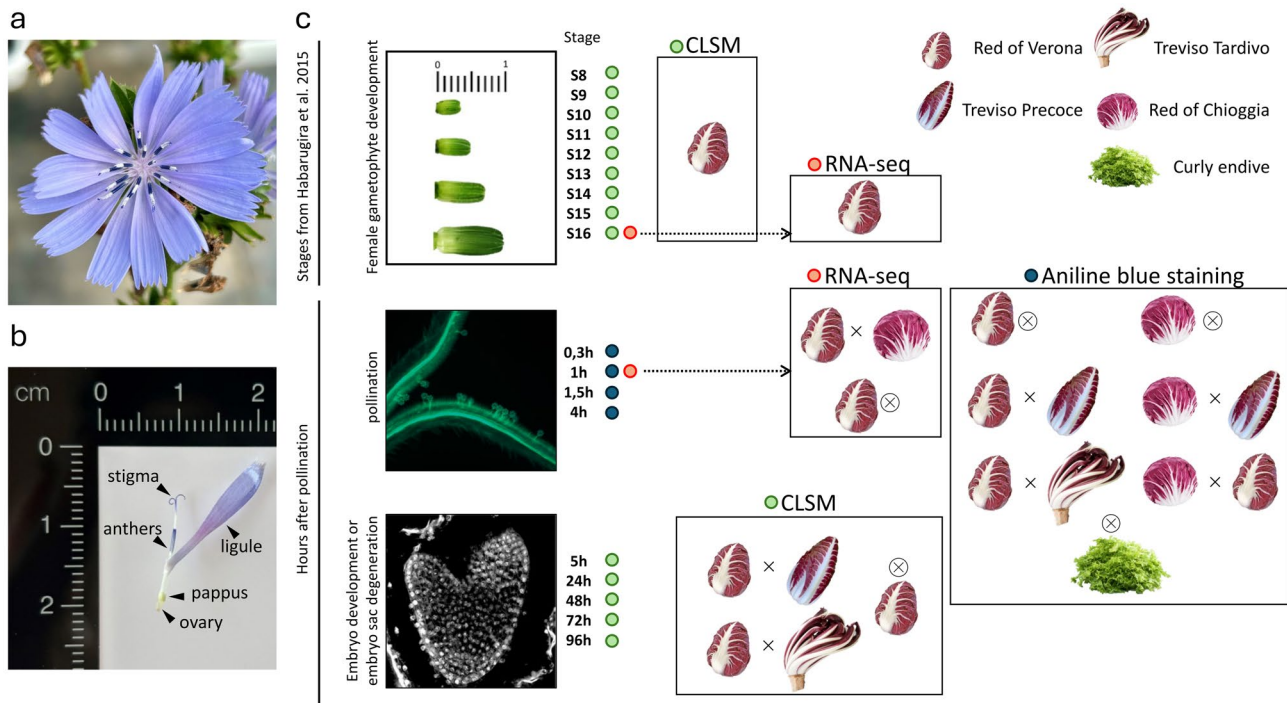 a
b
cm
0 1 2
0
1
2
stigma
anthers
ligule
pappus
ovary
c
Stages from Habarugira et al. 2015
Hours after pollination
Female gametophyte development
0 1
Stage
S8
S9
S10
S11
S12
S13
S14
S15
S16
CLSM
RNA-seq
Red of Verona
Treviso Tardivo
Treviso Precoce
Red of Chioggia
Curly endive
pollination
0,3h
1h
1,5h
4h
RNA-seq
×
⊗
Aniline blue staining
⊗ ⊗
× ×
× ×
⊗
Embryo development or
embryo sac degeneration
5h
24h
48h
72h
96h
CLSM
× ⊗
×